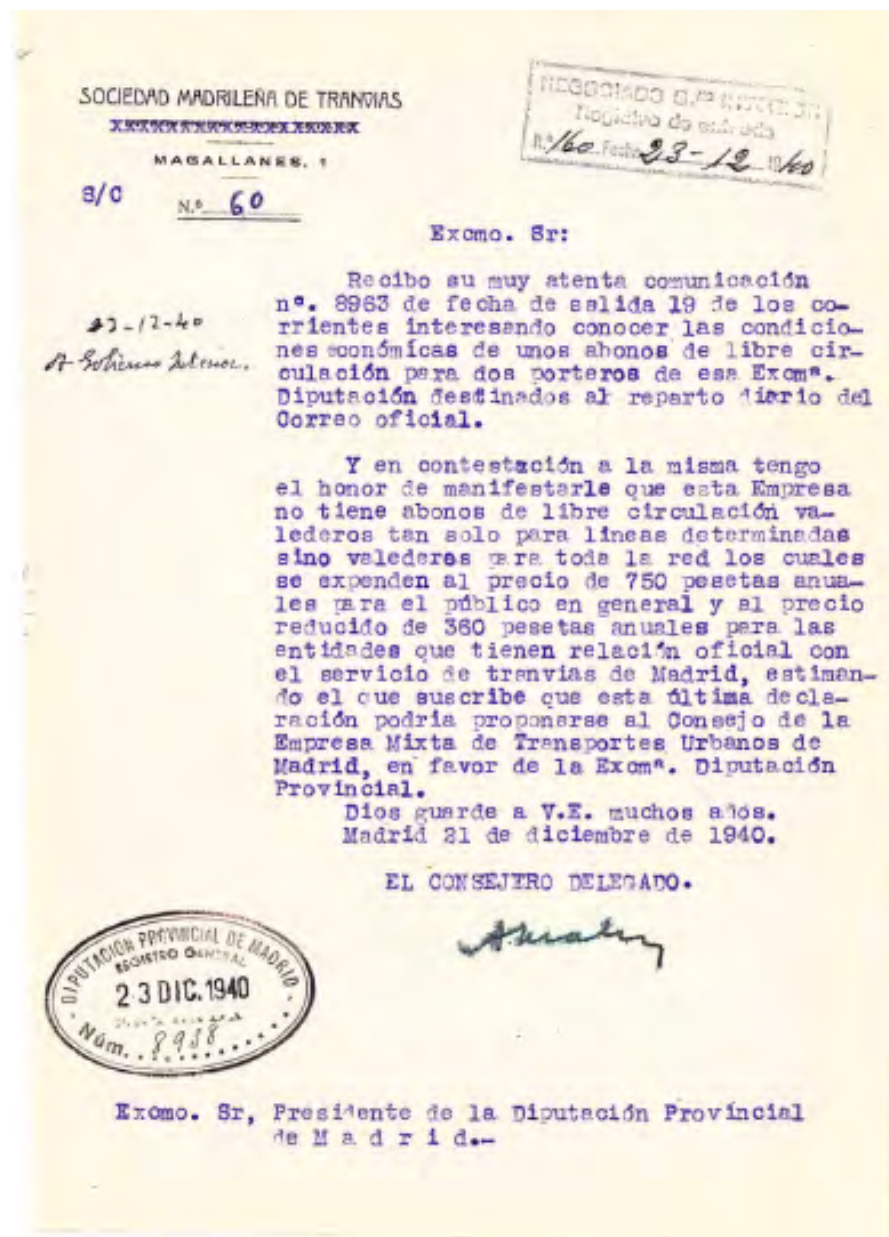 SOCIEDAD MADRILEÑA DE TRANVIAS
MAGALLANES, 1
S/C
N.º 60
NEGOCIADO
Registro de entrada
N.º 160 Fecha 23-12 1940
Excmo. Sr:
23-12-40
A Gobierno Interior.
Recibo su muy atenta comunicación
nº. 8963 de fecha de salida 19 de los co-
rrientes interesando conocer las condicio-
nes económicas de unos abonos de libre cir-
culación para dos porteros de esa Excmª.
Diputación destinados al reparto diario del
Correo oficial.
Y en contestación a la misma tengo
el honor de manifestarle que esta Empresa
no tiene abonos de libre circulación va-
lederos tan solo para lineas determinadas
sino valederos para toda la red los cuales
se expenden al precio de 750 pesetas anua-
les para el público en general y al precio
reducido de 360 pesetas anuales para las
entidades que tienen relación oficial con
el servicio de tranvias de Madrid, estiman-
do el que suscribe que esta última decla-
ración podria proponerse al Consejo de la
Empresa Mixta de Transportes Urbanos de
Madrid, en favor de la Excmª. Diputación
Provincial.
Dios guarde a V.E. muchos años.
Madrid 21 de diciembre de 1940.
EL CONSEJERO DELEGADO.
DIPUTACIÓN PROVINCIAL DE MADRID
REGISTRO GENERAL
23 DIC. 1940
Núm. 8938
Excmo. Sr, Presidente de la Diputación Provincial
de M a d r i d.-